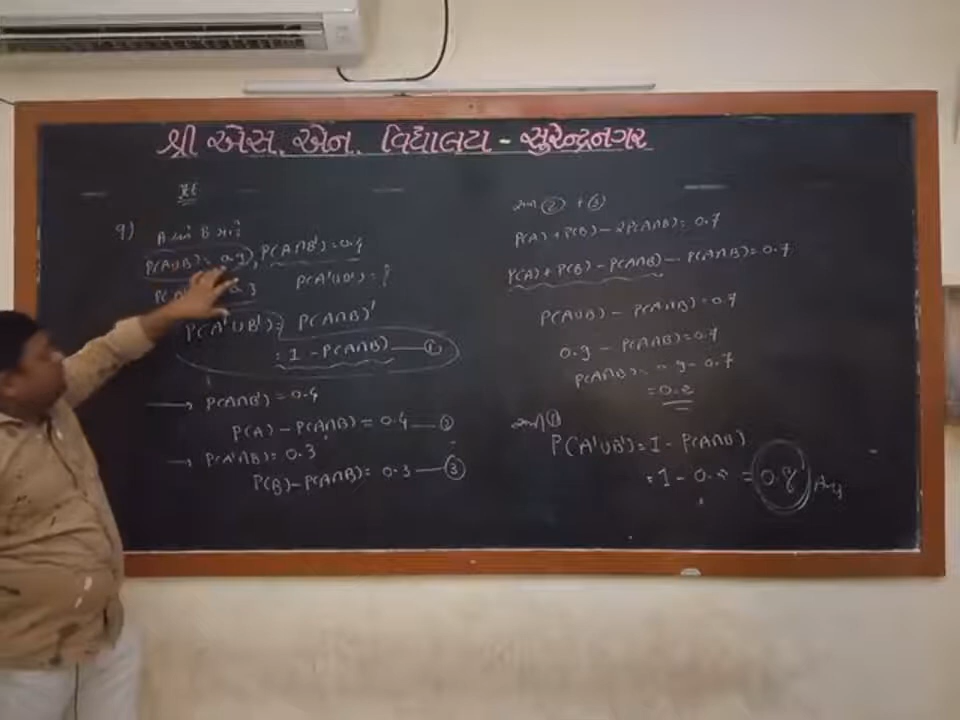 શ્રી એસ. એન. વિદ્યાલય - સુરેન્દ્રનગર
9) A અને B માટે
P(A∪B) = 0.9, P(A∩B') = 0.4
0.3 P(A'∪B') = ?
P(A'∪B') = P(A∩B)'
= 1 - P(A∩B) — ①
→ P(A∩B') = 0.4
P(A) - P(A∩B) = 0.4 — ②
→ P(A'∩B) = 0.3
P(B) - P(A∩B) = 0.3 — ③
② + ③
P(A) + P(B) - 2P(A∩B) = 0.7
P(A) + P(B) - P(A∩B) - P(A∩B) = 0.7
P(A∪B) - P(A∩B) = 0.7
0.9 - P(A∩B) = 0.7
P(A∩B) = 0.9 - 0.7
= 0.2
①
P(A'∪B') = 1 - P(A∩B)
= 1 - 0.2 = 0.8 Ans